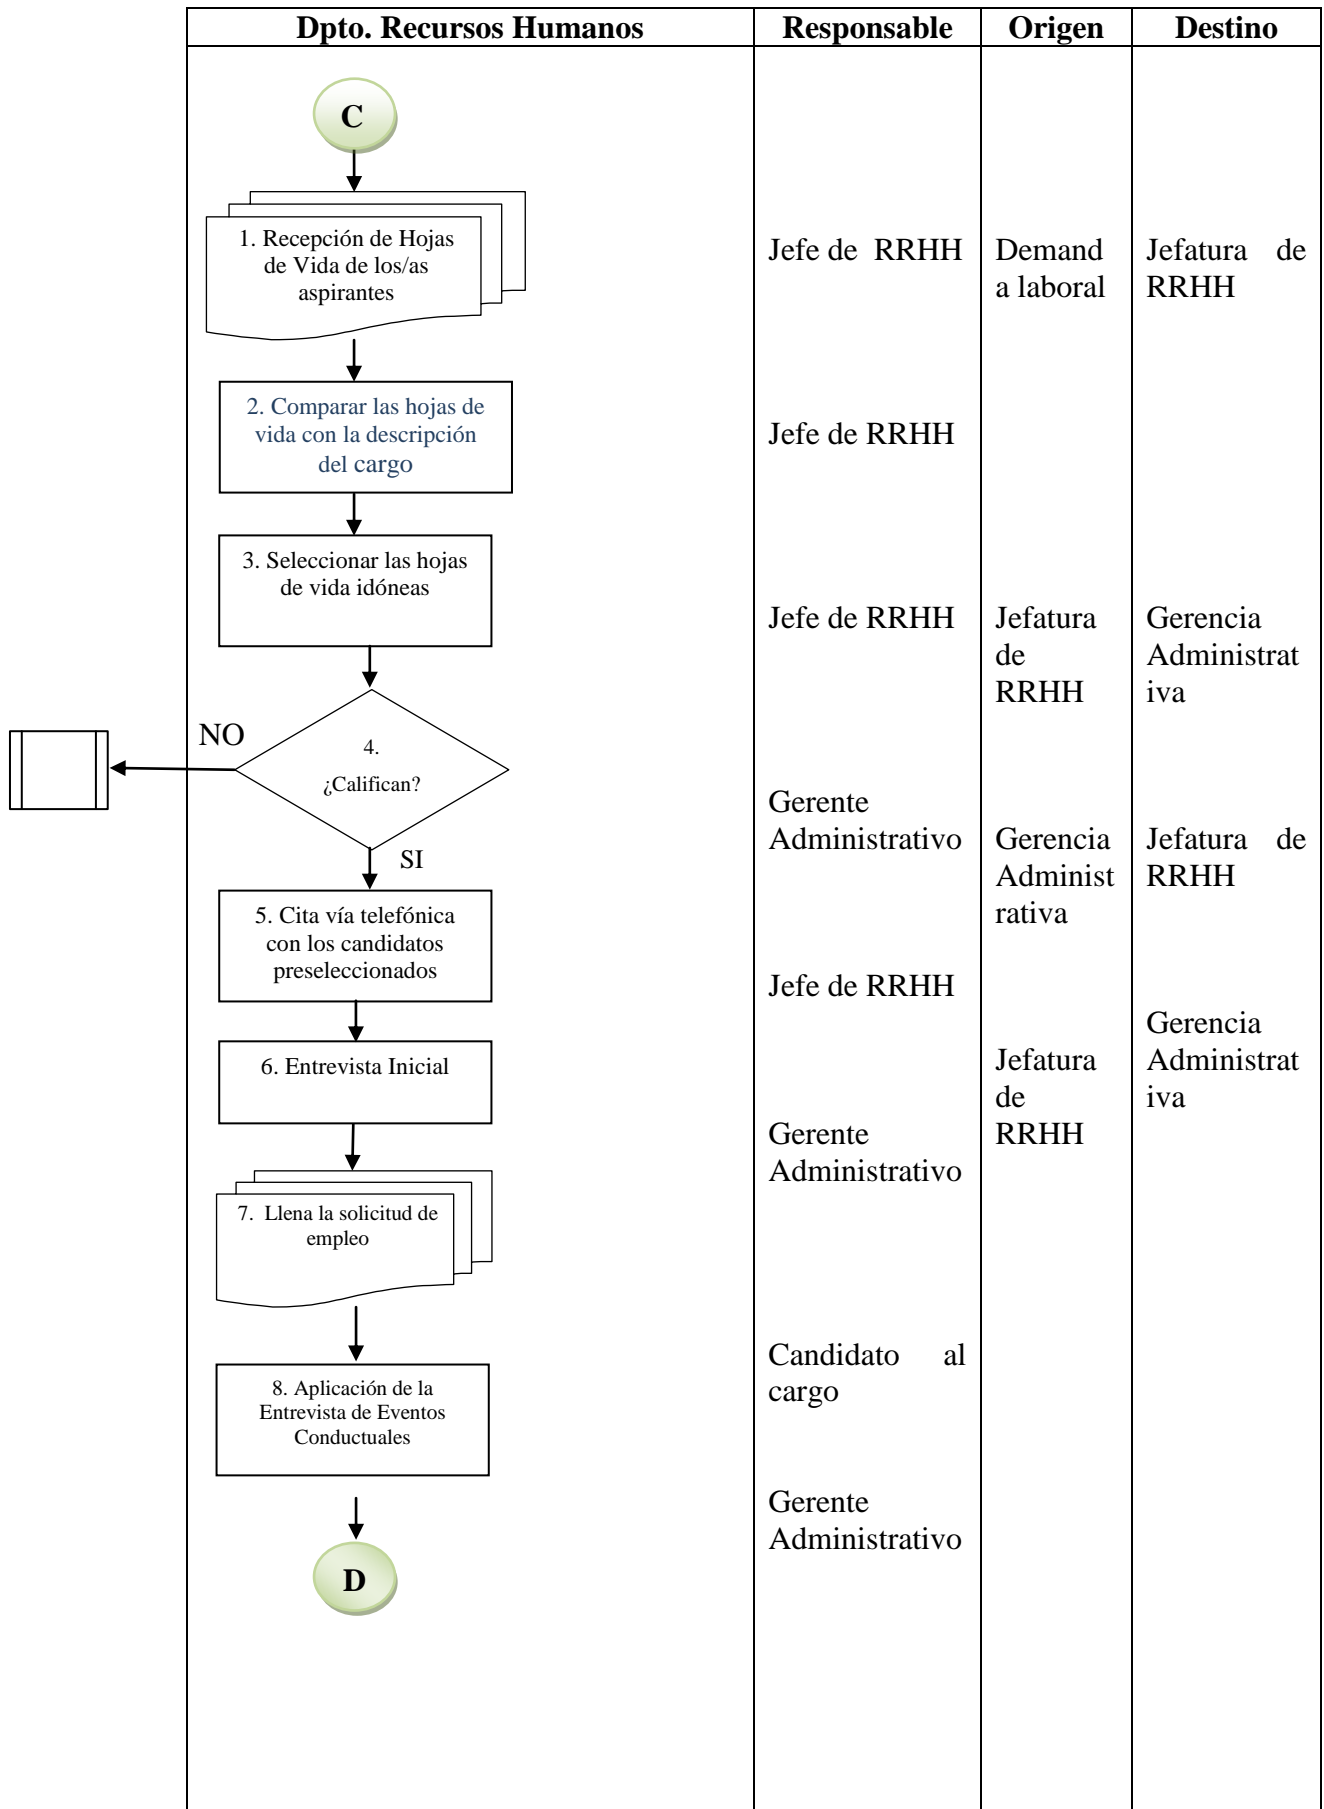 Dpto. Recursos Humanos
Responsable
Origen
Destino
C
1. Recepción de Hojas
de Vida de los/as
aspirantes
Jefe de RRHH
Demand
a laboral
Jefatura de
RRHH
2. Comparar las hojas de
vida con la descripción
del cargo
Jefe de RRHH
3. Seleccionar las hojas
de vida idóneas
Jefe de RRHH
Jefatura
de
RRHH
Gerencia
Administrat
iva
NO
4.
¿Califican?
SI
Gerente
Administrativo
Gerencia
Administ
rativa
Jefatura de
RRHH
5. Cita vía telefónica
con los candidatos
preseleccionados
Jefe de RRHH
Jefatura
de
RRHH
Gerencia
Administrat
iva
6. Entrevista Inicial
Gerente
Administrativo
7. Llena la solicitud de
empleo
Candidato al
cargo
8. Aplicación de la
Entrevista de Eventos
Conductuales
Gerente
Administrativo
D